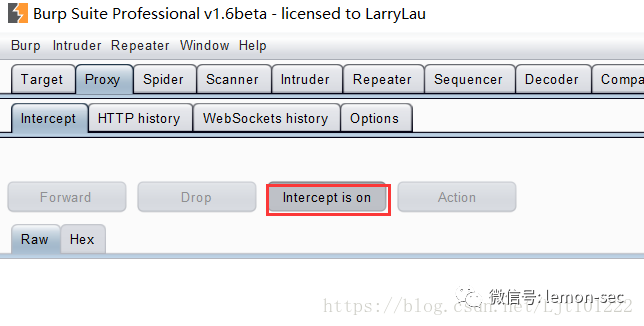 Burp Suite Professional v1.6beta - licensed to LarryLau
Burp Intruder Repeater Window Help
Target Proxy Spider Scanner Intruder Repeater Sequencer Decoder Compa
Intercept HTTP history WebSockets history Options
Forward Drop Intercept is on Action
Raw Hex
微信号: lemon-sec
https://blog.csdn.net/Ljt101222